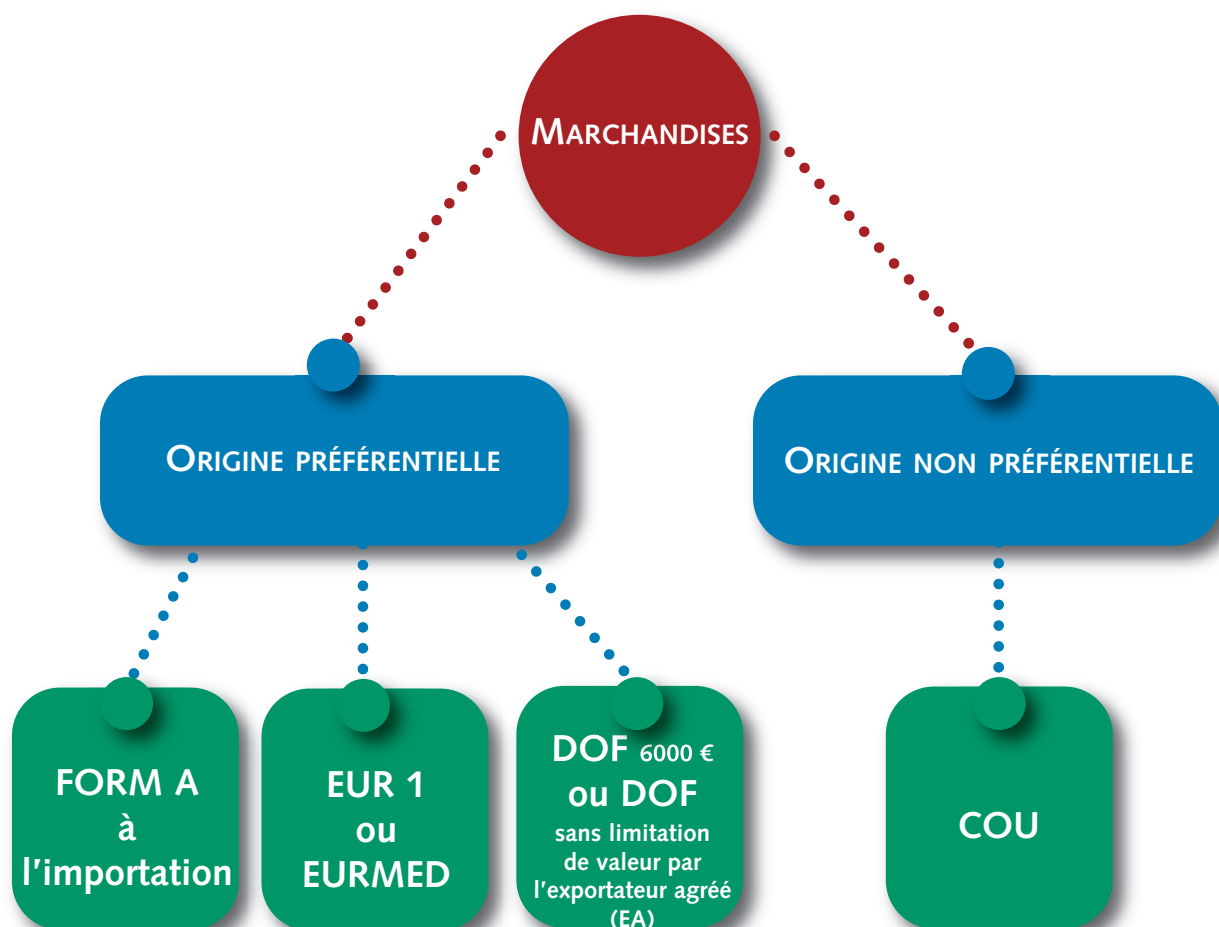 MARCHANDISES
ORIGINE PRÉFÉRENTIELLE
ORIGINE NON PRÉFÉRENTIELLE
FORM A
à
l'importation
EUR 1
ou
EURMED
DOF 6000 €
ou DOF
sans limitation
de valeur par
l'exportateur agréé
(EA)
COU